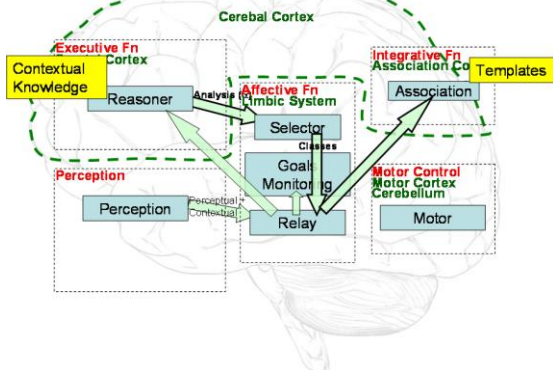 Cerebal Cortex
Executive Fn
Cortex
Contextual
Knowledge
Reasoner
Analysis
Affective Fn
Limbic System
Selector
Classes
Goals
Monitoring
Integrative Fn
Association
Templates
Association
Perception
Perception
Perceptual +
Contextual
Relay
Motor Control
Motor Cortex
Cerebellum
Motor